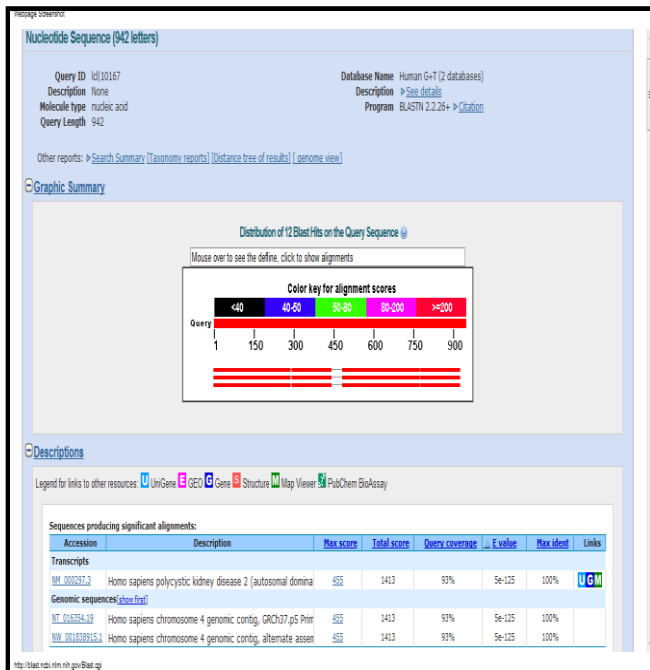 Webpage Screenshot
Nucleotide Sequence (942 letters)
Query ID lcl|10167
Description None
Molecule type nucleic acid
Query Length 942
Database Name Human G+T (2 databases)
Description See details
Program BLASTN 2.2.26+ Citation
Other reports: Search Summary [Taxonomy reports] [Distance tree of results] [ genome view]
Graphic Summary
Distribution of 12 Blast Hits on the Query Sequence
Mouse over to see the define, click to show alignments
Color key for alignment scores
<40 40-50 50-80 80-200 >=200
Query
1 150 300 450 600 750 900
Descriptions
Legend for links to other resources: U UniGene E GEO G Gene S Structure M Map Viewer PubChem BioAssay
Sequences producing significant alignments:
Accession Description Max score Total score Query coverage E value Max ident Links
Transcripts
NM_000297.3 Homo sapiens polycystic kidney disease 2 (autosomal domina 455 1413 93% 5e-125 100% U G M
Genomic sequences [show first]
NT_016354.19 Homo sapiens chromosome 4 genomic contig, GRCh37.p5 Prim 455 1413 93% 5e-125 100%
NW_001838915.1 Homo sapiens chromosome 4 genomic contig, alternate assem 455 1413 93% 5e-125 100%
http://blast.ncbi.nlm.nih.gov/Blast.cgi